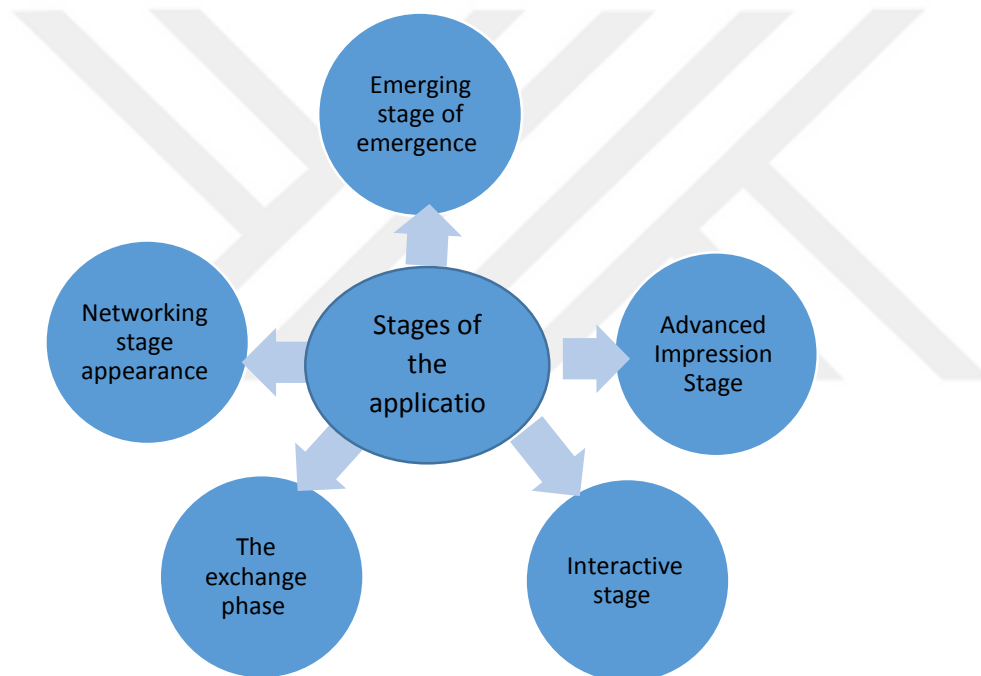 Emerging
stage of
emergence
Networking
stage
appearance
Stages of
the
applicatio
Advanced
Impression
Stage
The
exchange
phase
Interactive
stage